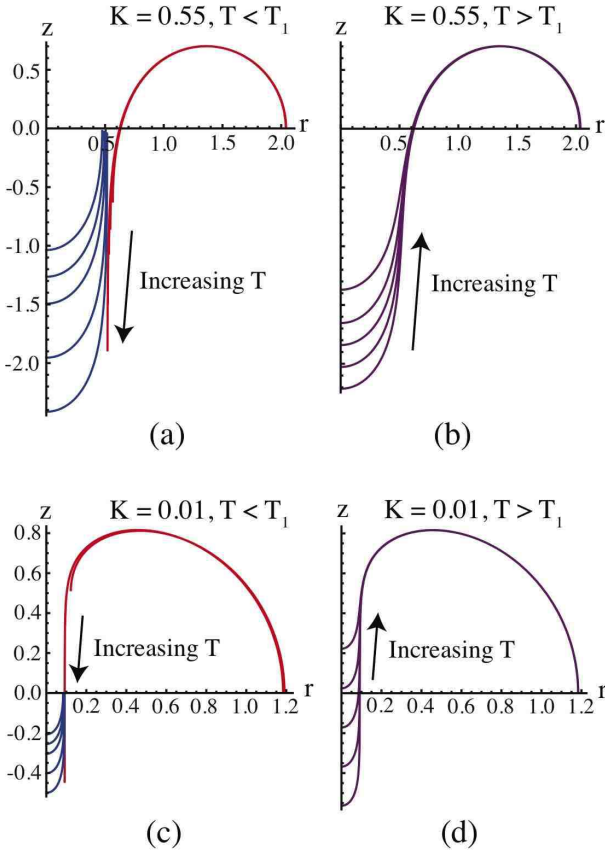 K = 0.55, T < T1
z
0.5
0.0
0.5
1.0
1.5
2.0
r
-0.5
-1.0
-1.5
-2.0
Increasing T
(a)
K = 0.55, T > T1
z
0.5
1.0
1.5
2.0
r
Increasing T
(b)
K = 0.01, T < T1
z
0.8
0.6
0.4
0.2
0.0
0.2
0.4
0.6
0.8
1.0
1.2
r
-0.2
-0.4
Increasing T
(c)
K = 0.01, T > T1
z
0.2
0.4
0.6
0.8
1.0
1.2
r
Increasing T
(d)